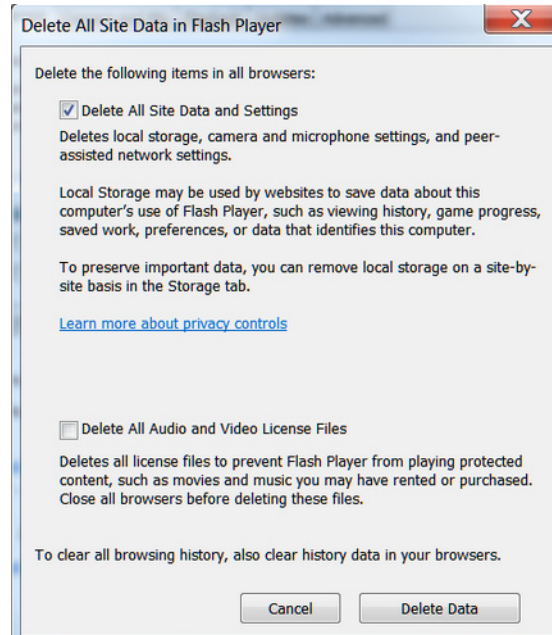 Delete All Site Data in Flash Player
Delete the following items in all browsers:
Delete All Site Data and Settings
Deletes local storage, camera and microphone settings, and peer-
assisted network settings.
Local Storage may be used by websites to save data about this
computer's use of Flash Player, such as viewing history, game progress,
saved work, preferences, or data that identifies this computer.
To preserve important data, you can remove local storage on a site-by-
site basis in the Storage tab.
Learn more about privacy controls
Delete All Audio and Video License Files
Deletes all license files to prevent Flash Player from playing protected
content, such as movies and music you may have rented or purchased.
Close all browsers before deleting these files.
To clear all browsing history, also clear history data in your browsers.
Cancel Delete Data